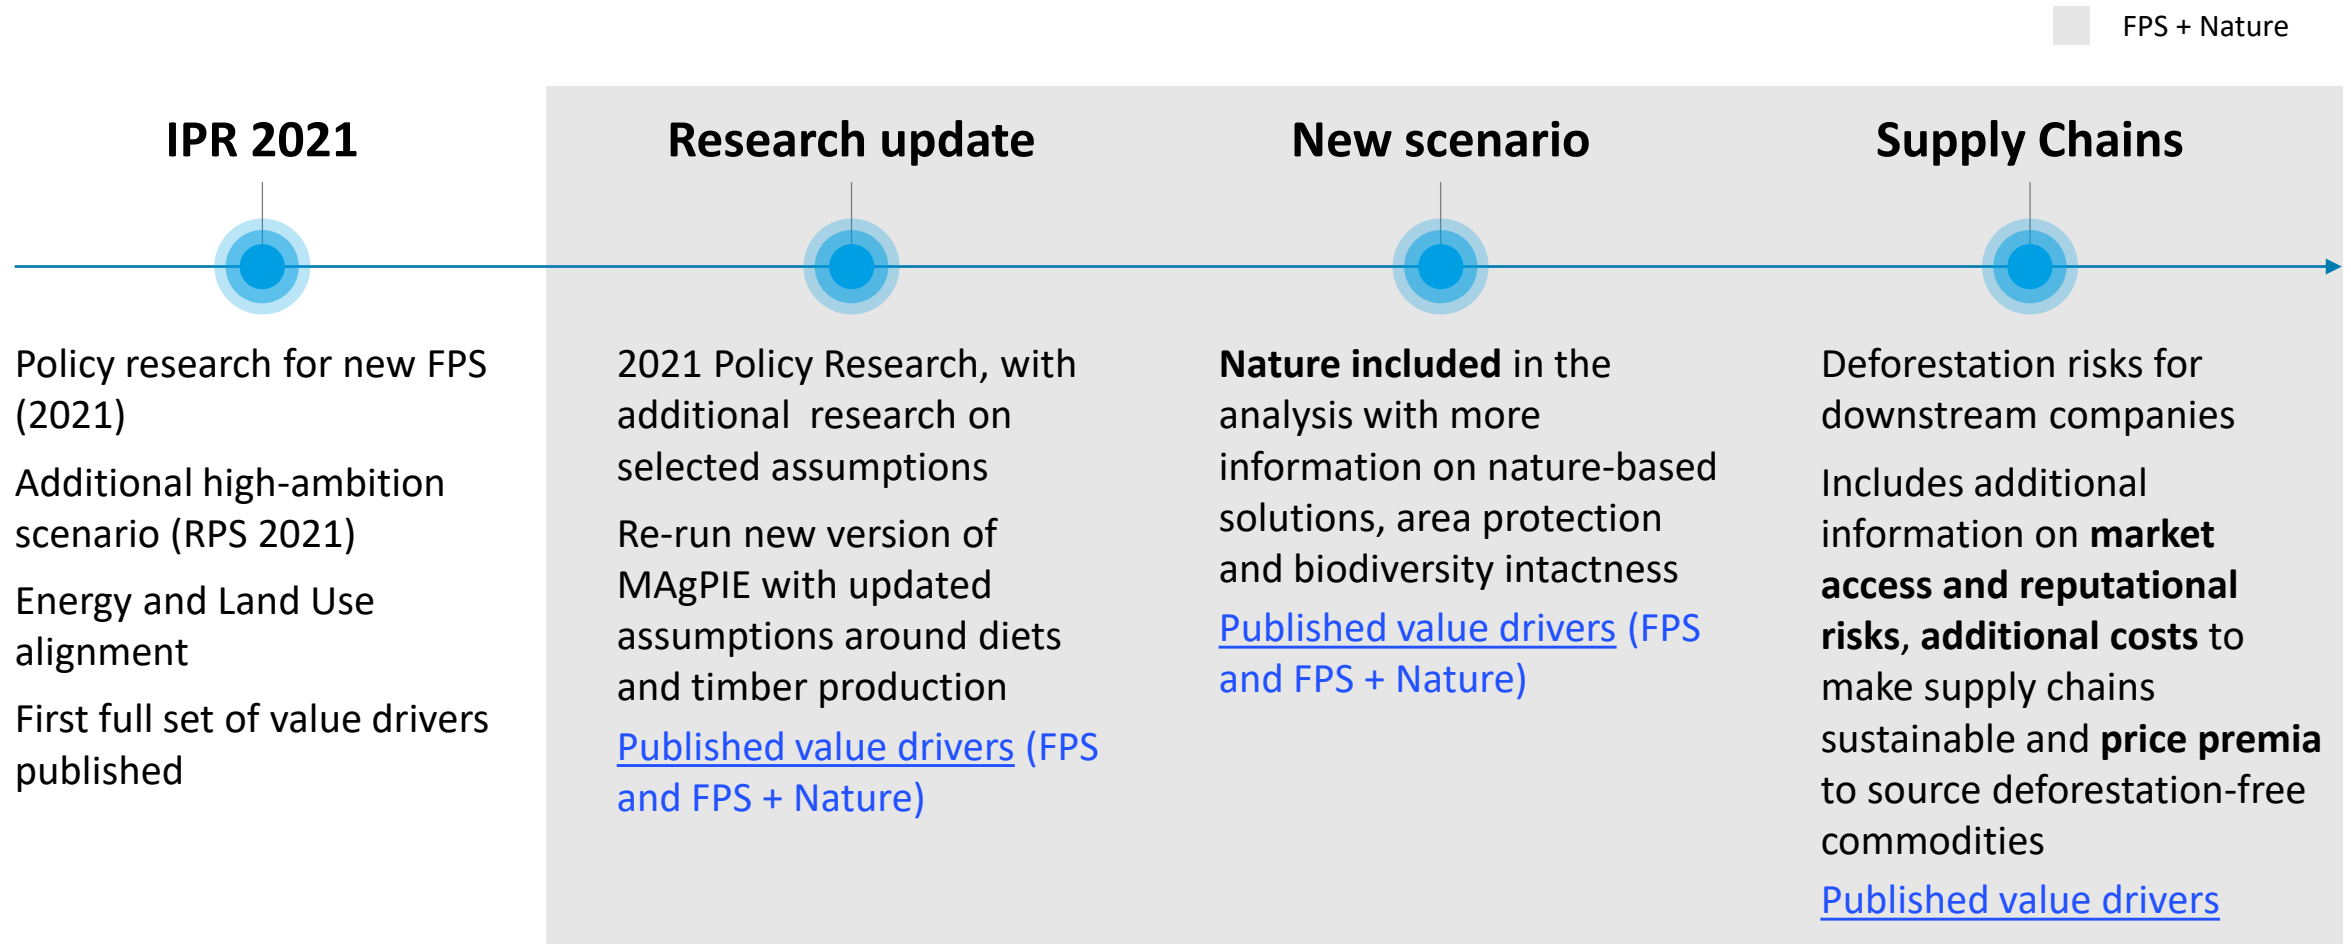 FPS + Nature
IPR 2021
Policy research for new FPS
(2021)
Additional high-ambition
scenario (RPS 2021)
Energy and Land Use
alignment
First full set of value drivers
published
Research update
2021 Policy Research, with
additional  research on
selected assumptions
Re-run new version of
MAgPIE with updated
assumptions around diets
and timber production
Published value drivers (FPS
and FPS + Nature)
New scenario
Nature included in the
analysis with more
information on nature-based
solutions, area protection
and biodiversity intactness
Published value drivers (FPS
and FPS + Nature)
Supply Chains
Deforestation risks for
downstream companies
Includes additional
information on market
access and reputational
risks, additional costs to
make supply chains
sustainable and price premia
to source deforestation-free
commodities
Published value drivers